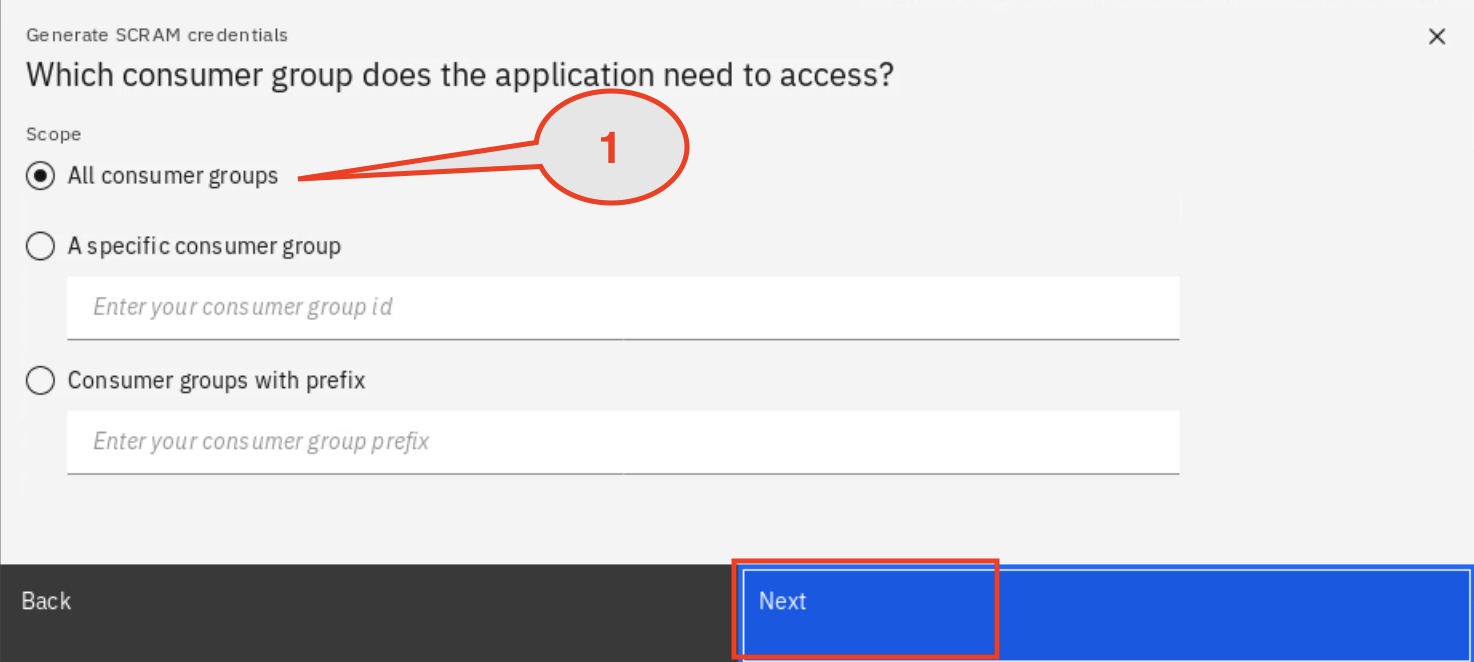 Generate SCRAM credentials
Which consumer group does the application need to access?
Scope
All consumer groups
1
A specific consumer group
Enter your consumer group id
Consumer groups with prefix
Enter your consumer group prefix
Back
Next